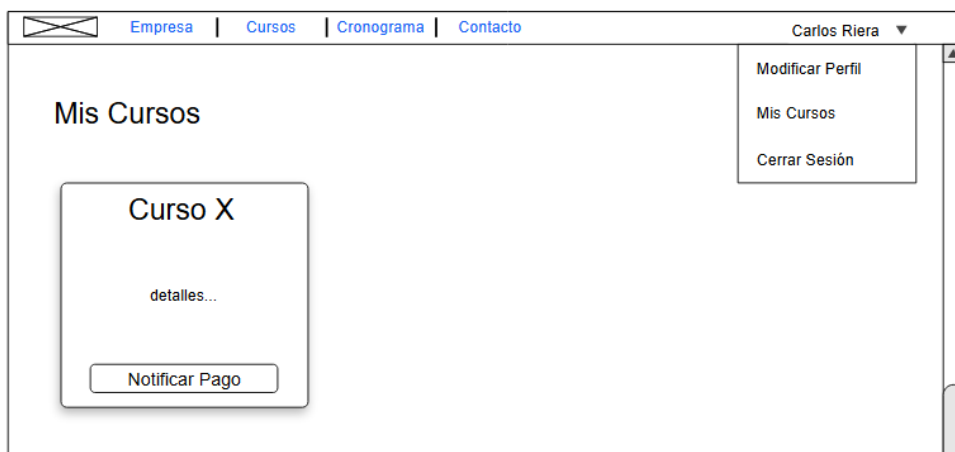 Empresa Cursos Cronograma Contacto Carlos Riera
Modificar Perfil
Mis Cursos
Cerrar Sesión
Mis Cursos
Curso X
detalles...
Notificar Pago